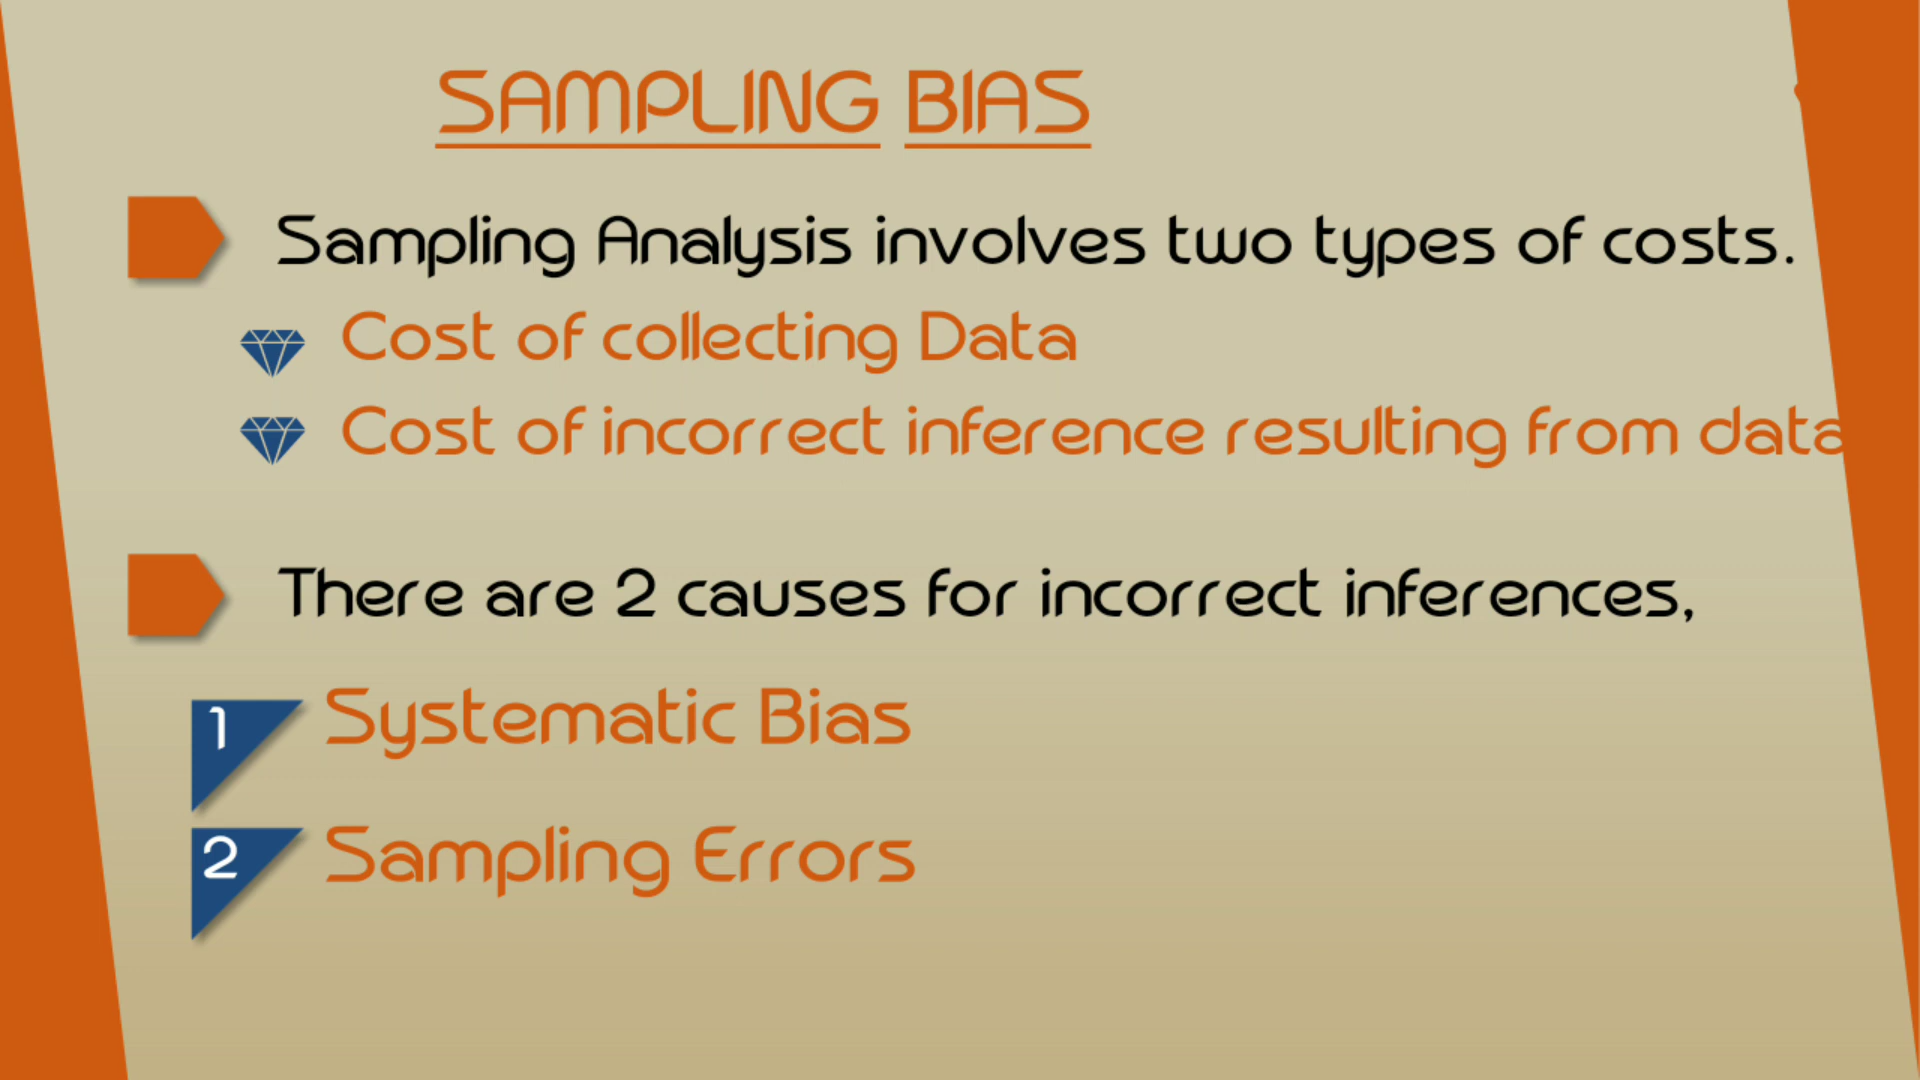 SAMPLING BIAS
Sampling Analysis involves two types of costs.
Cost of collecting Data
Cost of incorrect inference resulting from data
There are 2 causes for incorrect inferences,
1 Systematic Bias
2 Sampling Errors